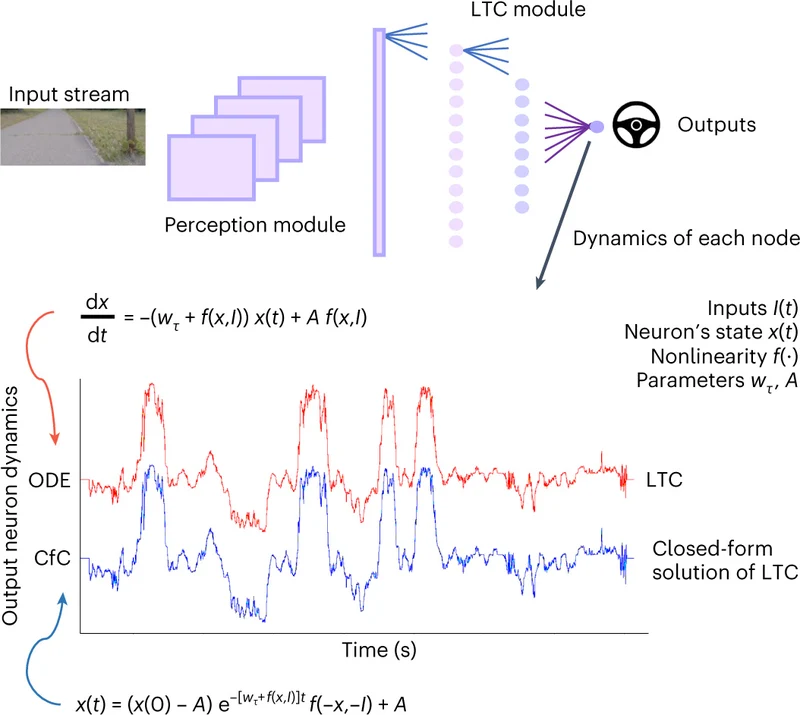 LTC module
Input stream
Outputs
Perception module
Dynamics of each node
dx
dt
= –(wτ + f(x,I)) x(t) + A f(x,I)
Inputs I(t)
Neuron's state x(t)
Nonlinearity f(·)
Parameters wτ, A
Output neuron dynamics
ODE
LTC
CfC
Closed-form
solution of LTC
Time (s)
x(t) = (x(0) – A) e–[wτ+f(x,I)]t f(–x,–I) + A